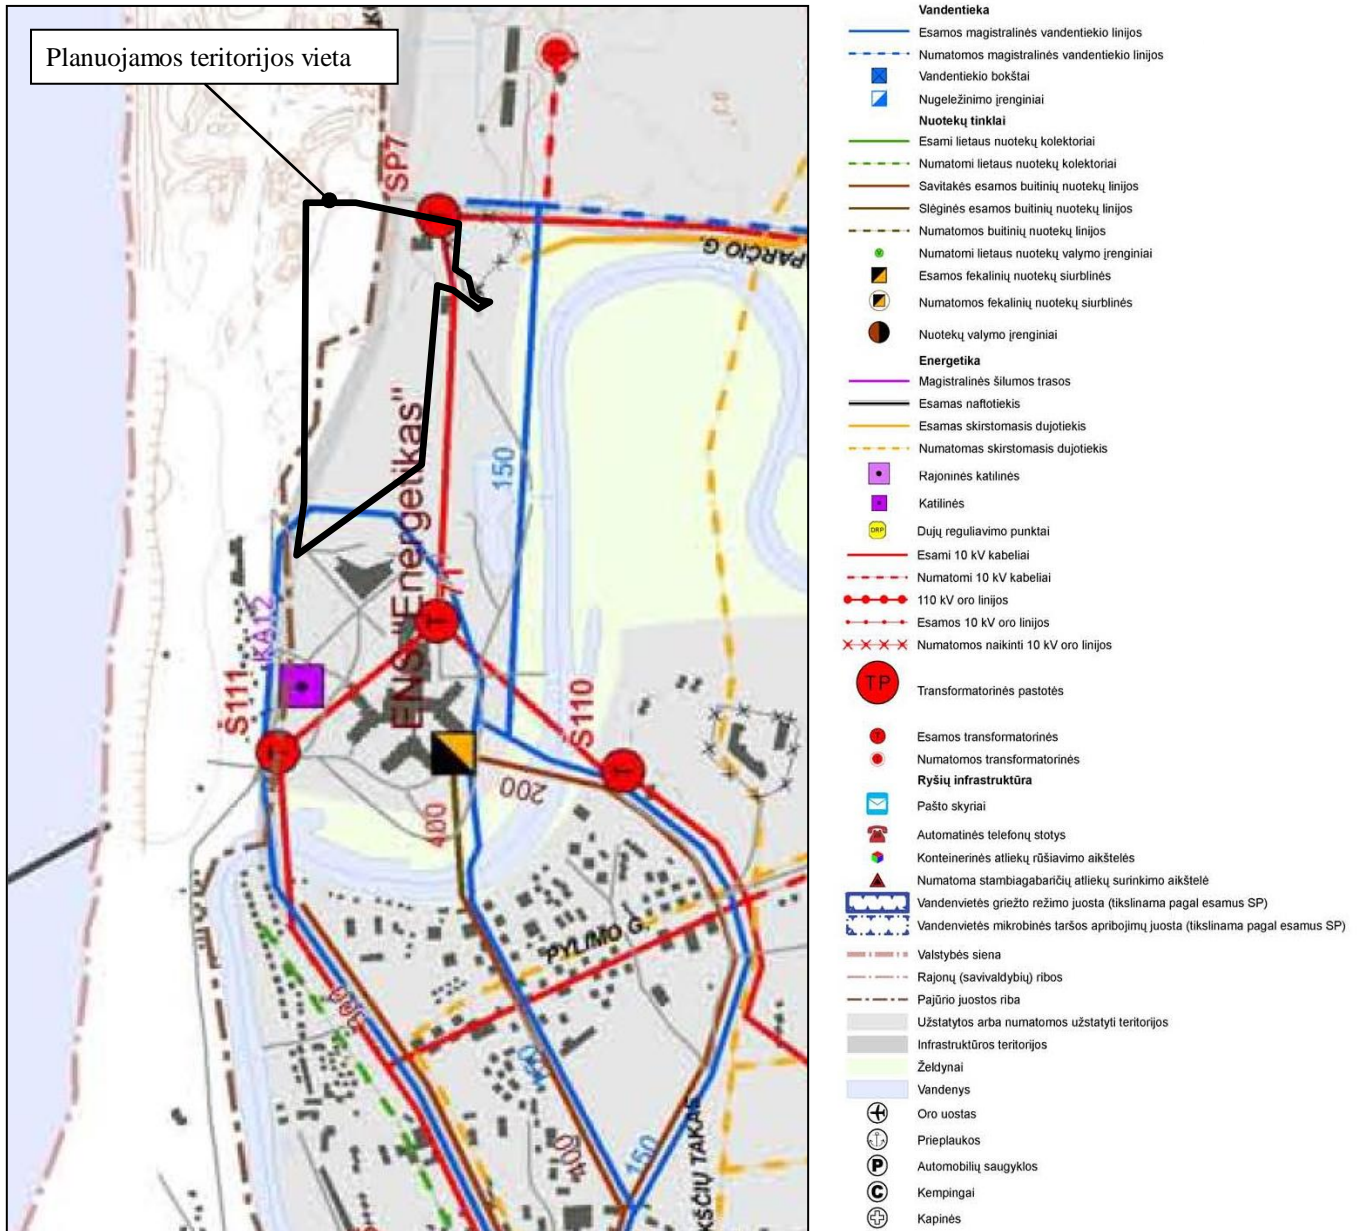 Planuojamos teritorijos vieta
SP7
PARČIO G.
150
ENS "Energetikas"
71
KA12
Š111
Š110
T
T
T
200
400
PYLIMO G.
150
400
KŠČIŲ TAKAS
Vandentieka
Esamos magistralinės vandentiekio linijos
Numatomos magistralinės vandentiekio linijos
Vandentiekio bokštai
Nugeležinimo įrenginiai
Nuotekų tinklai
Esami lietaus nuotekų kolektoriai
Numatomi lietaus nuotekų kolektoriai
Savitakės esamos buitinių nuotekų linijos
Slėginės esamos buitinių nuotekų linijos
Numatomos buitinių nuotekų linijos
Numatomi lietaus nuotekų valymo įrenginiai
Esamos fekalinių nuotekų siurblinės
Numatomos fekalinių nuotekų siurblinės
Nuotekų valymo įrenginiai
Energetika
Magistralinės šilumos trasos
Esamas naftotiekis
Esamas skirstomasis dujotiekis
Numatomas skirstomasis dujotiekis
Rajoninės katilinės
Katilinės
DRP
Dujų reguliavimo punktai
Esami 10 kV kabeliai
Numatomi 10 kV kabeliai
110 kV oro linijos
Esamos 10 kV oro linijos
Numatomos naikinti 10 kV oro linijos
TP
Transformatorinės pastotės
T
Esamos transformatorinės
Numatomos transformatorinės
Ryšių infrastruktūra
Pašto skyriai
Automatinės telefonų stotys
Konteinerinės atliekų rūšiavimo aikštelės
Numatoma stambiagabaričių atliekų surinkimo aikštelė
Vandenvietės griežto režimo juosta (tikslinama pagal esamus SP)
Vandenvietės mikrobinės taršos apribojimų juosta (tikslinama pagal esamus SP)
Valstybės siena
Rajonų (savivaldybių) ribos
Pajūrio juostos riba
Užstatytos arba numatomos užstatyti teritorijos
Infrastruktūros teritorijos
Želdynai
Vandenys
Oro uostas
Prieplaukos
P
Automobilių saugyklos
C
Kempingai
Kapinės